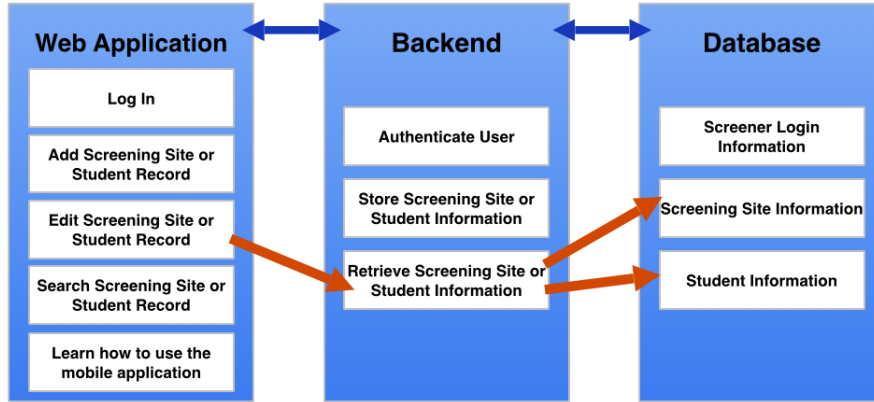 Web Application
Log In
Add Screening Site or
Student Record
Edit Screening Site or
Student Record
Search Screening Site or
Student Record
Learn how to use the
mobile application
Backend
Authenticate User
Store Screening Site or
Student Information
Retrieve Screening Site or
Student Information
Database
Screener Login
Information
Screening Site Information
Student Information